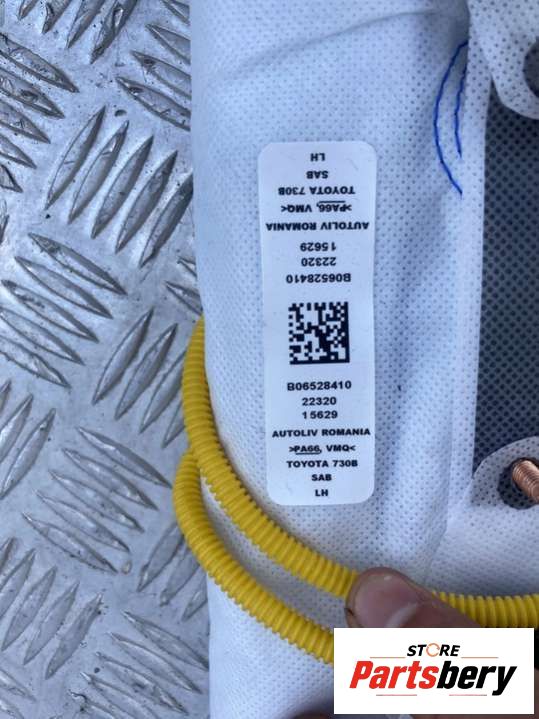 LH
SAB
TOYOTA 730B
>PA66, VMQ<
AUTOLIV ROMANIA
15629
22320
B06528410
B06528410
22320
15629
AUTOLIV ROMANIA
>PA66, VMQ<
TOYOTA 730B
SAB
LH
STORE
Partsbery